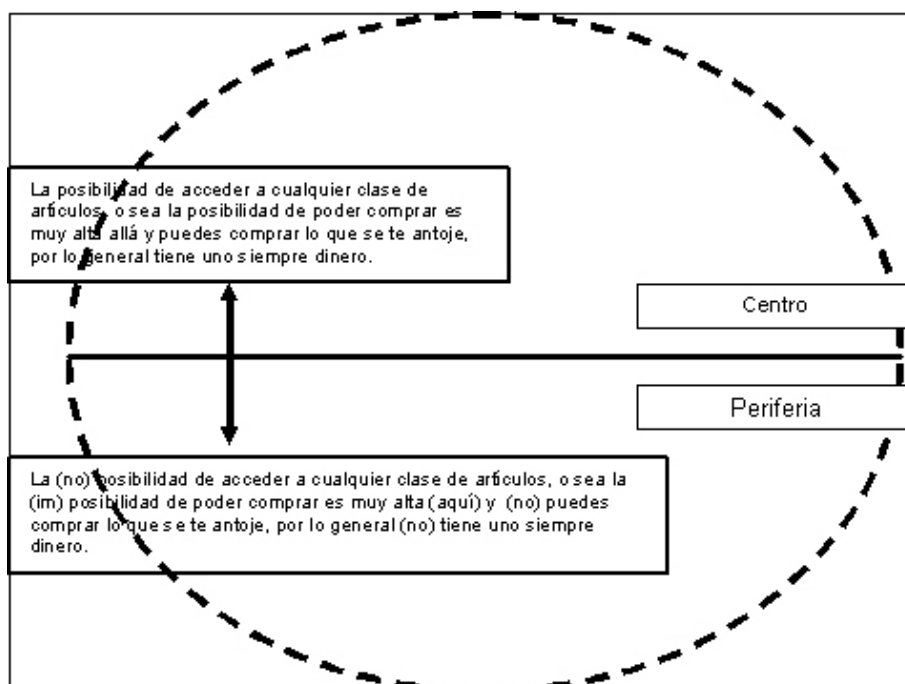 La posibilidad de acceder a cualquier clase de
artículos, o sea la posibilidad de poder comprar es
muy alta allá y puedes comprar lo que se te antoje,
por lo general tiene uno siempre dinero.
Centro
Periferia
La (no) posibilidad de acceder a cualquier clase de artículos, o sea la
(im) posibilidad de poder comprar es muy alta (aquí) y (no) puedes
comprar lo que se te antoje, por lo general (no) tiene uno siempre
dinero.